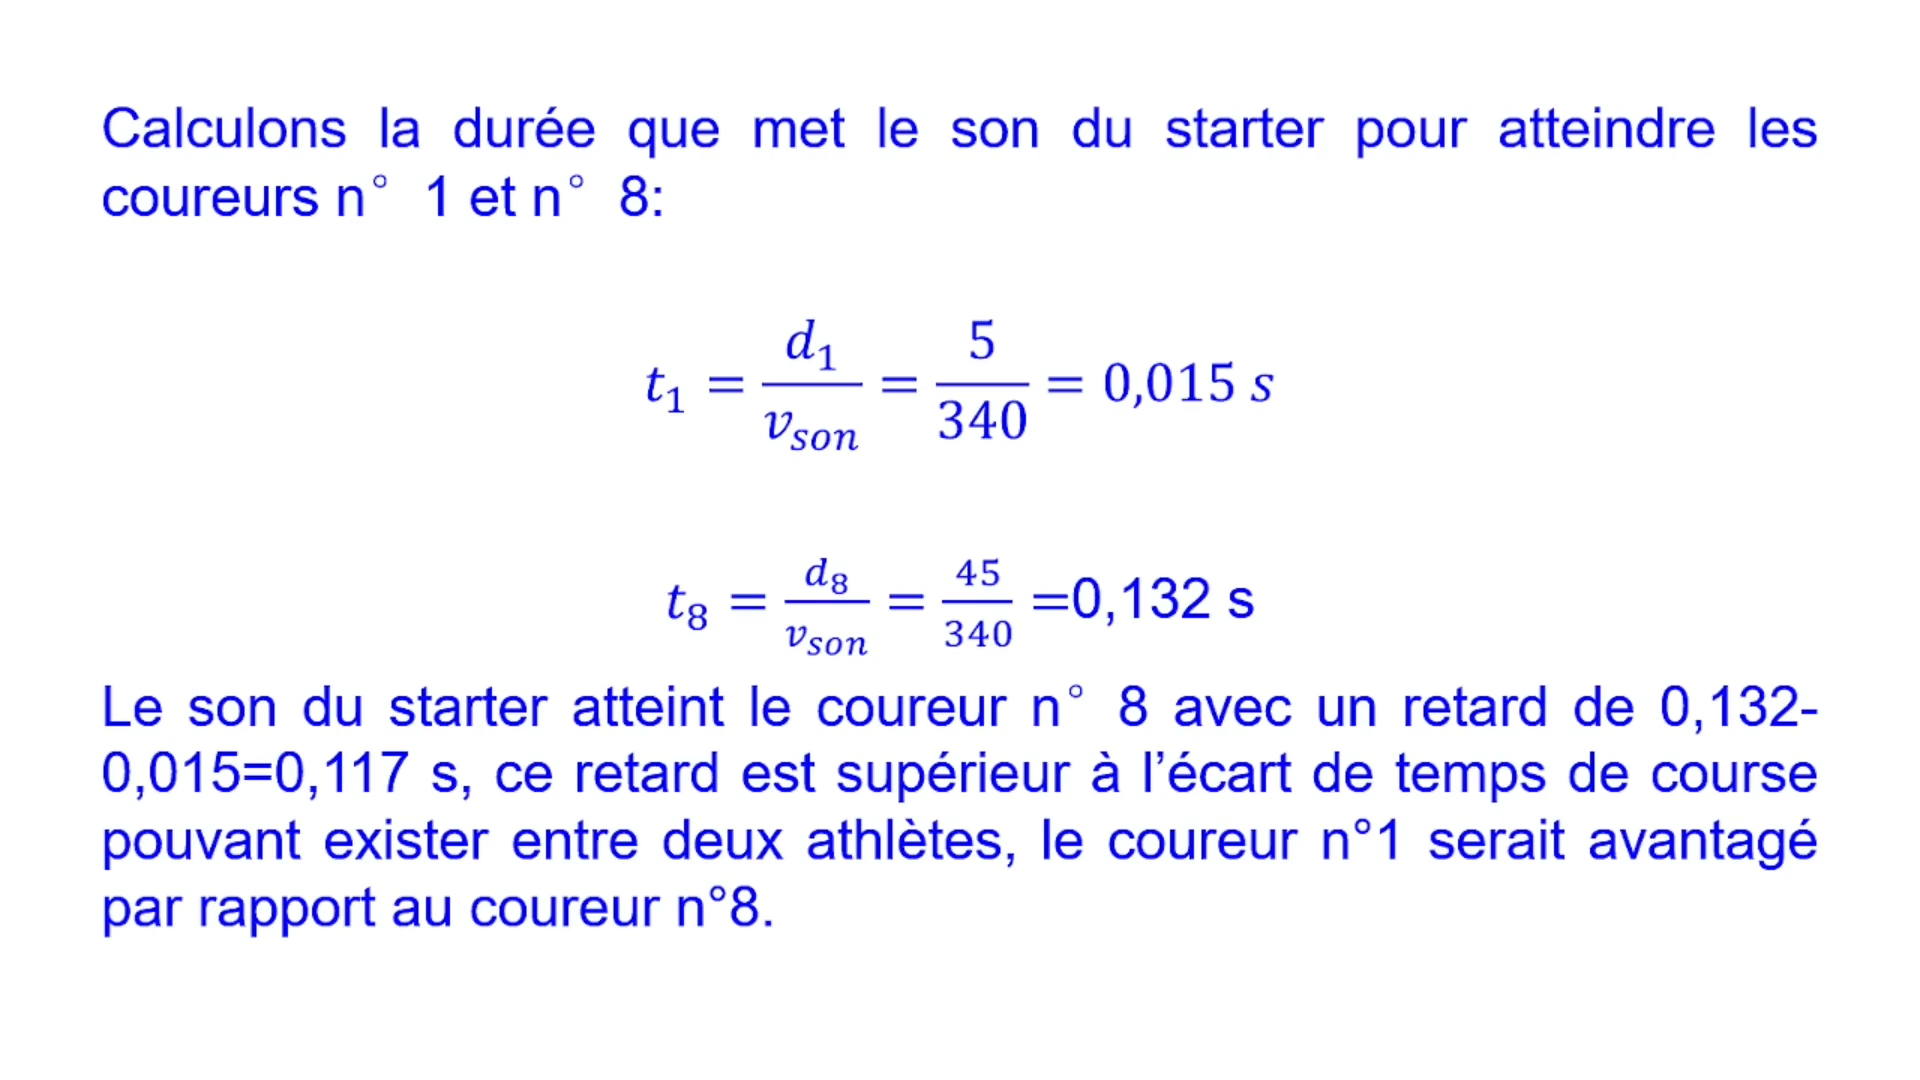 Calculons la durée que met le son du starter pour atteindre les
coureurs n° 1 et n° 8:
t₁ = d₁/vₛₒₙ = 5/340 = 0,015 s
t₈ = d₈/vₛₒₙ = 45/340 =0,132 s
Le son du starter atteint le coureur n° 8 avec un retard de 0,132-
0,015=0,117 s, ce retard est supérieur à l’écart de temps de course
pouvant exister entre deux athlètes, le coureur n°1 serait avantagé
par rapport au coureur n°8.